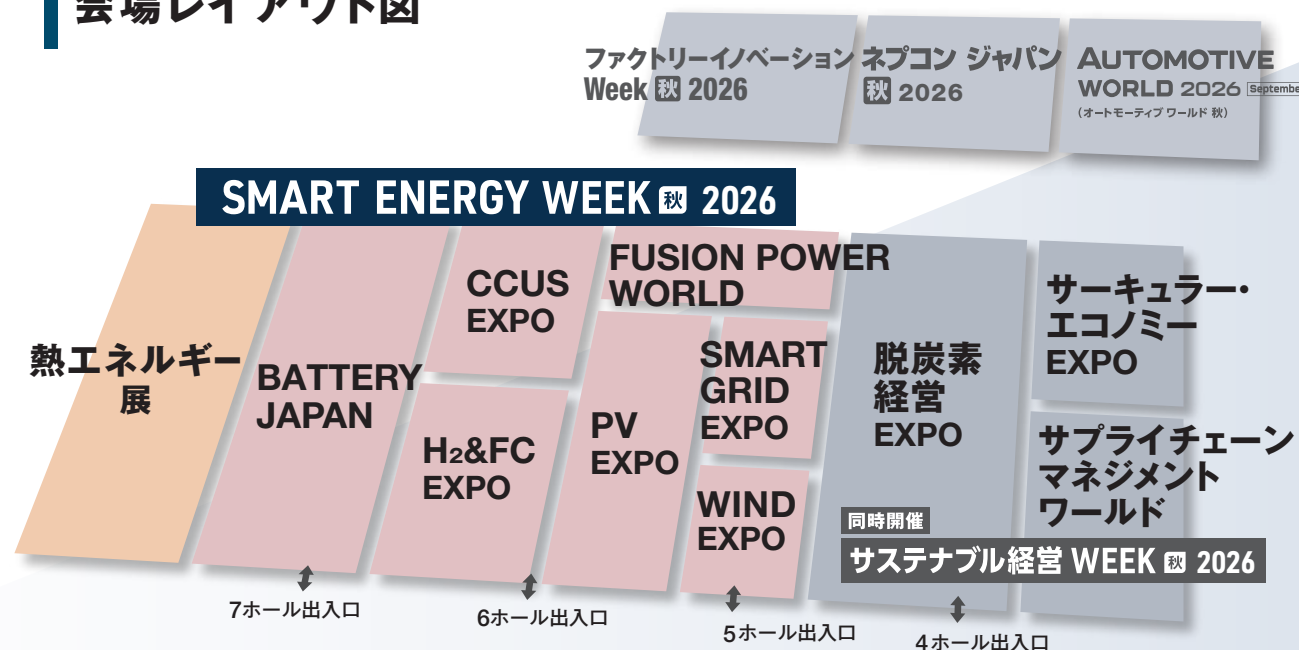 会場レイアウト図
ファクトリーイノベーション
Week 秋 2026
ネプコン ジャパン
秋 2026
AUTOMOTIVE
WORLD 2026 Septembe
（オートモーティブ ワールド 秋）
SMART ENERGY WEEK 秋 2026
熱エネルギー
展
BATTERY
JAPAN
CCUS
EXPO
H2&FC
EXPO
FUSION POWER
WORLD
PV
EXPO
SMART
GRID
EXPO
WIND
EXPO
脱炭素
経営
EXPO
サーキュラー・
エコノミー
EXPO
サプライチェーン
マネジメント
ワールド
同時開催
サステナブル経営 WEEK 秋 2026
7ホール出入口
6ホール出入口
5ホール出入口
4ホール出入口